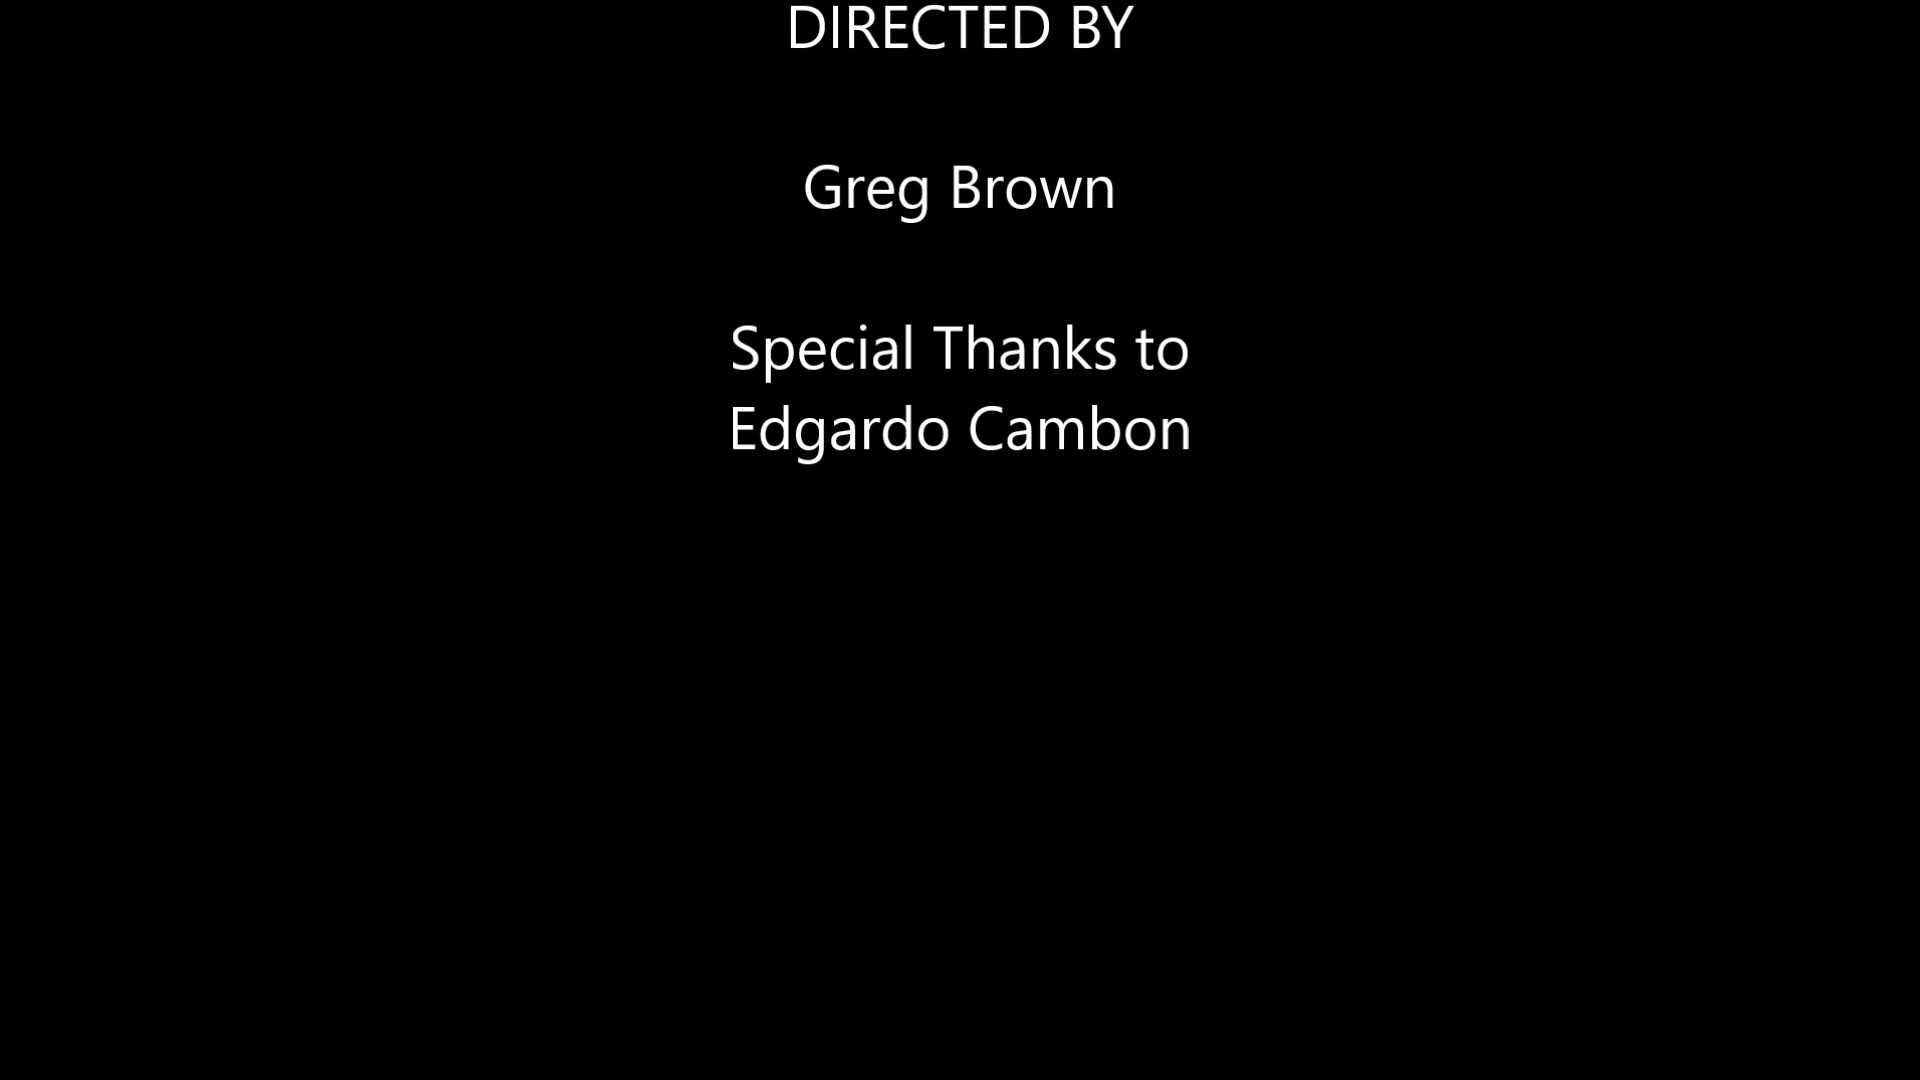 DIRECTED BY
Greg Brown
Special Thanks to
Edgardo Cambon